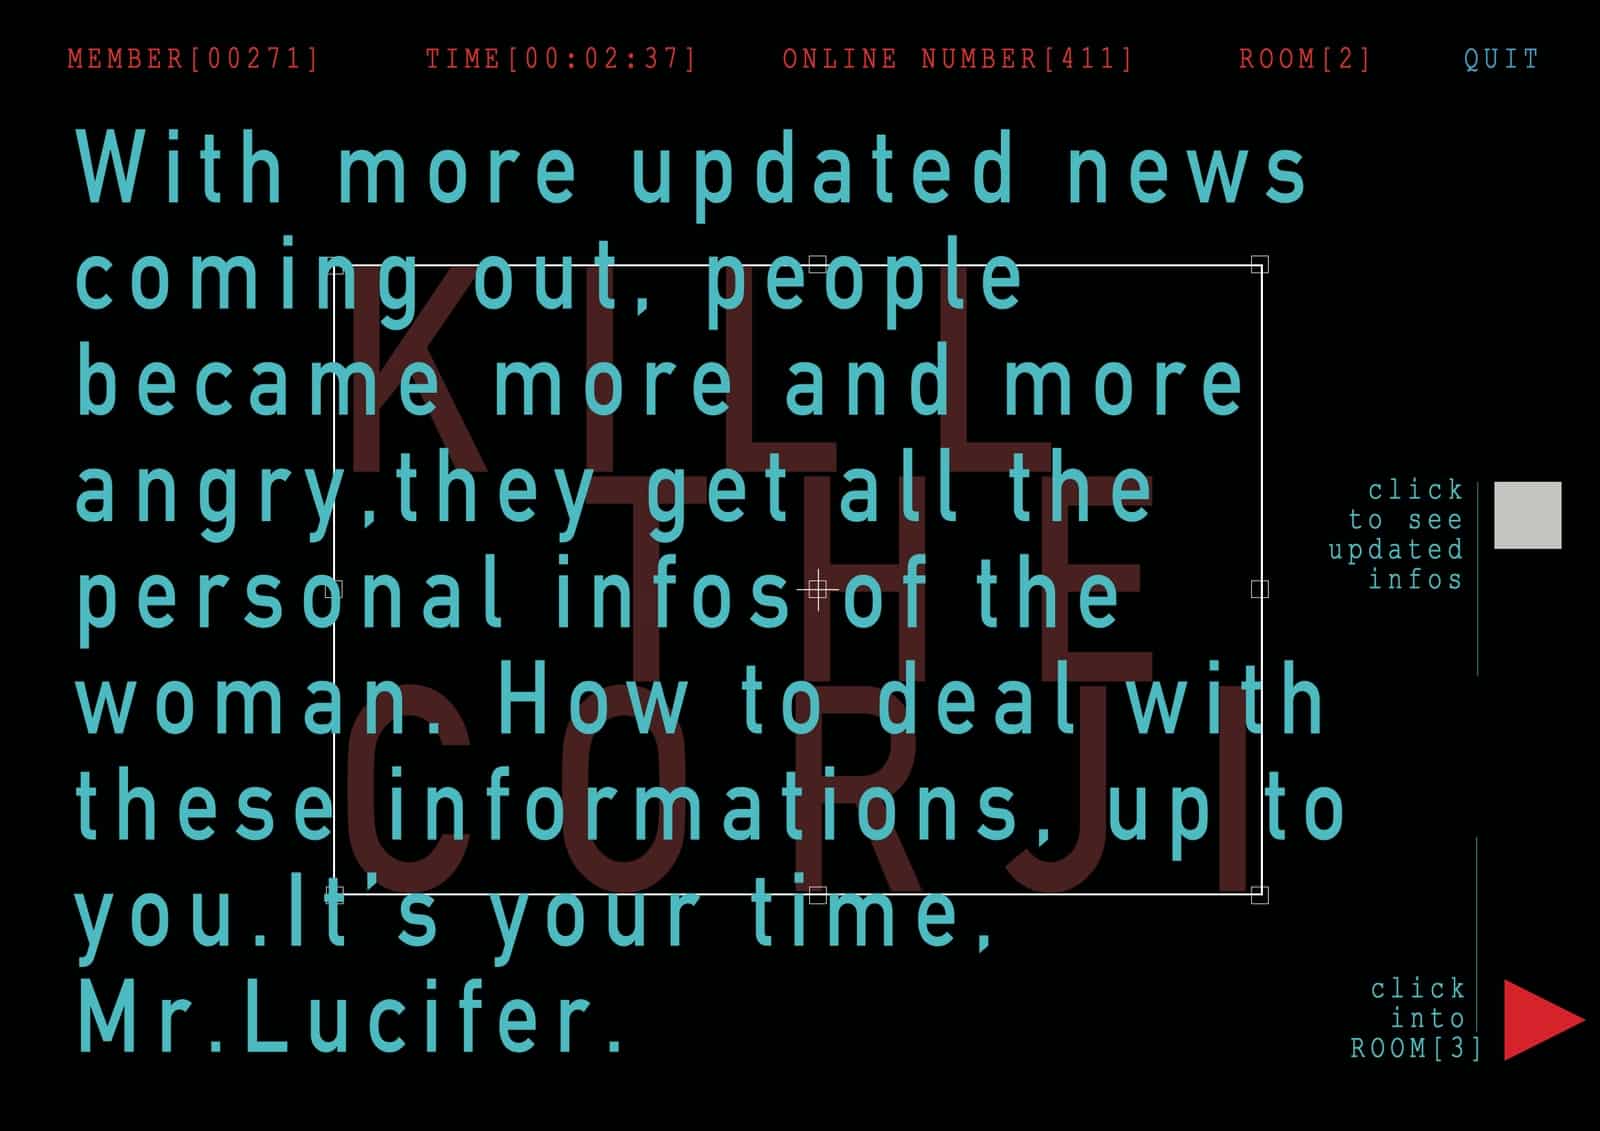 MEMBER[00271] TIME[00:02:37] ONLINE NUMBER[411] ROOM[2] QUIT
With more updated news
coming out, people
became more and more
angry,they get all the
personal infos of the
woman. How to deal with
these informations, up to
you.It's your time,
Mr.Lucifer.
KILL
THE
CORJI
click
to see
updated
infos
click
into
ROOM[3]